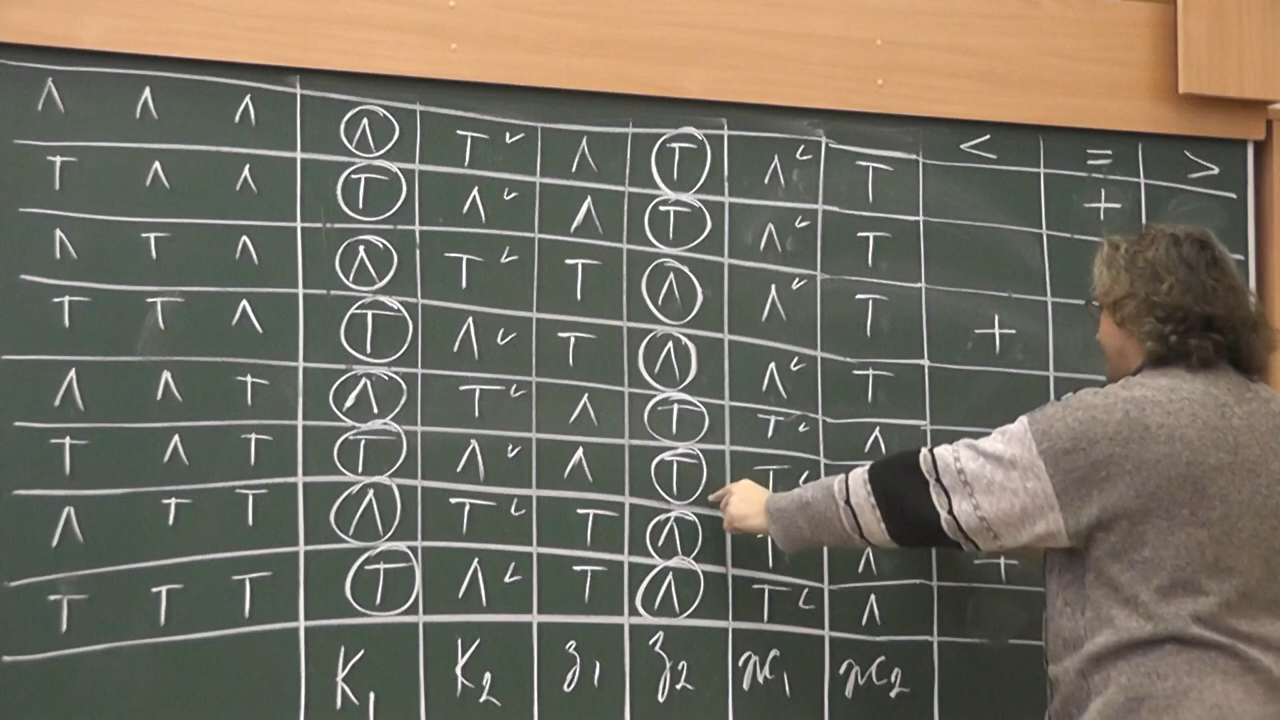 Λ Λ Λ Λ T Λ T Λ T < = >
T Λ Λ T Λ Λ T Λ T +
Λ T Λ Λ T T Λ Λ T
T T Λ T Λ T Λ Λ T +
Λ Λ T Λ T Λ T T Λ
T Λ T T Λ Λ T T
Λ T T Λ T T Λ T Λ +
T T T T Λ T Λ T Λ
K1 K2 з1 з2 ж1 ж2